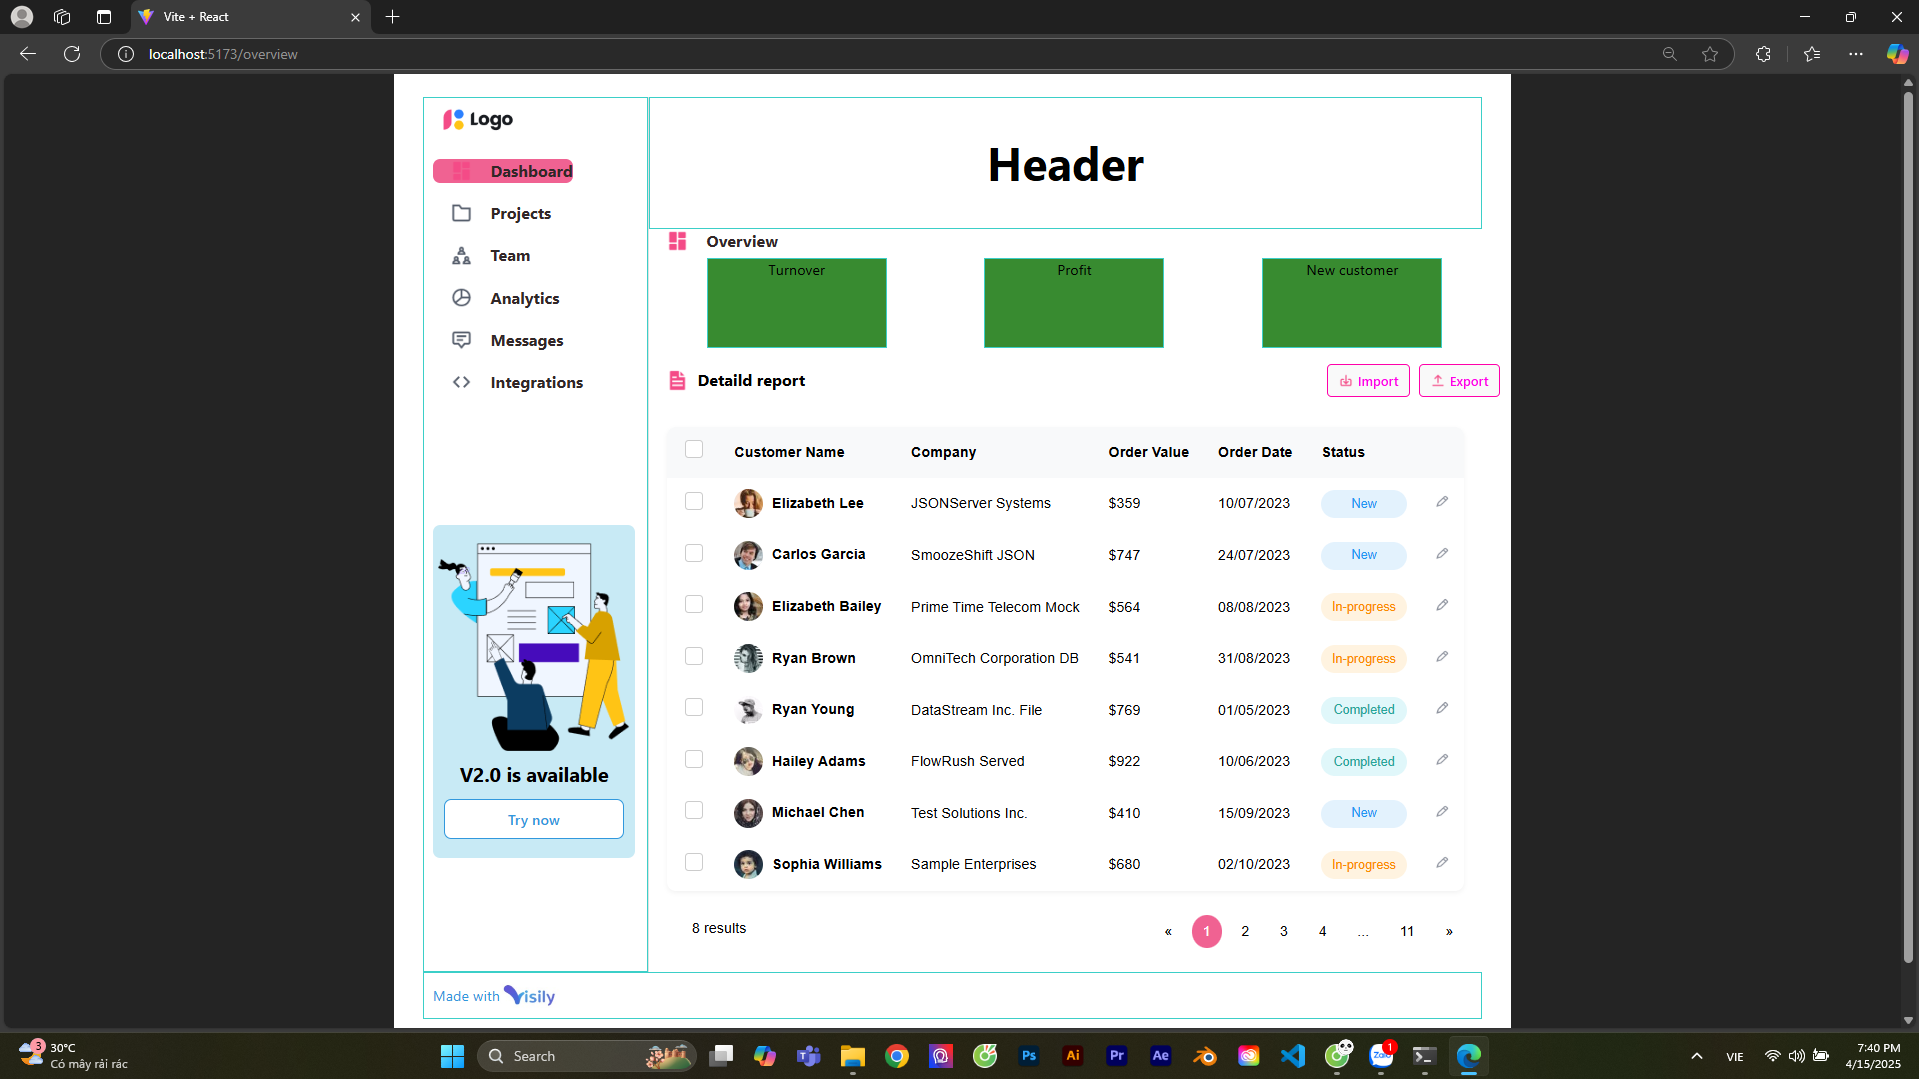 Vite + React
localhost:5173/overview
Logo
Header
Dashboard
Projects
Team
Analytics
Messages
Integrations
Overview
Turnover
Profit
New customer
Detaild report
Import
Export
Customer Name Company Order Value Order Date Status
Elizabeth Lee JSONServer Systems $359 10/07/2023 New
Carlos Garcia SmoozeShift JSON $747 24/07/2023 New
Elizabeth Bailey Prime Time Telecom Mock $564 08/08/2023 In-progress
Ryan Brown OmniTech Corporation DB $541 31/08/2023 In-progress
Ryan Young DataStream Inc. File $769 01/05/2023 Completed
Hailey Adams FlowRush Served $922 10/06/2023 Completed
Michael Chen Test Solutions Inc. $410 15/09/2023 New
Sophia Williams Sample Enterprises $680 02/10/2023 In-progress
V2.0 is available
Try now
8 results
« 1 2 3 4 ... 11 »
Made with Visily
3
30°C
Có mây rải rác
Search
Ps
Ai
Pr
Ae
Zalo
1
VIE
7:40 PM
4/15/2025